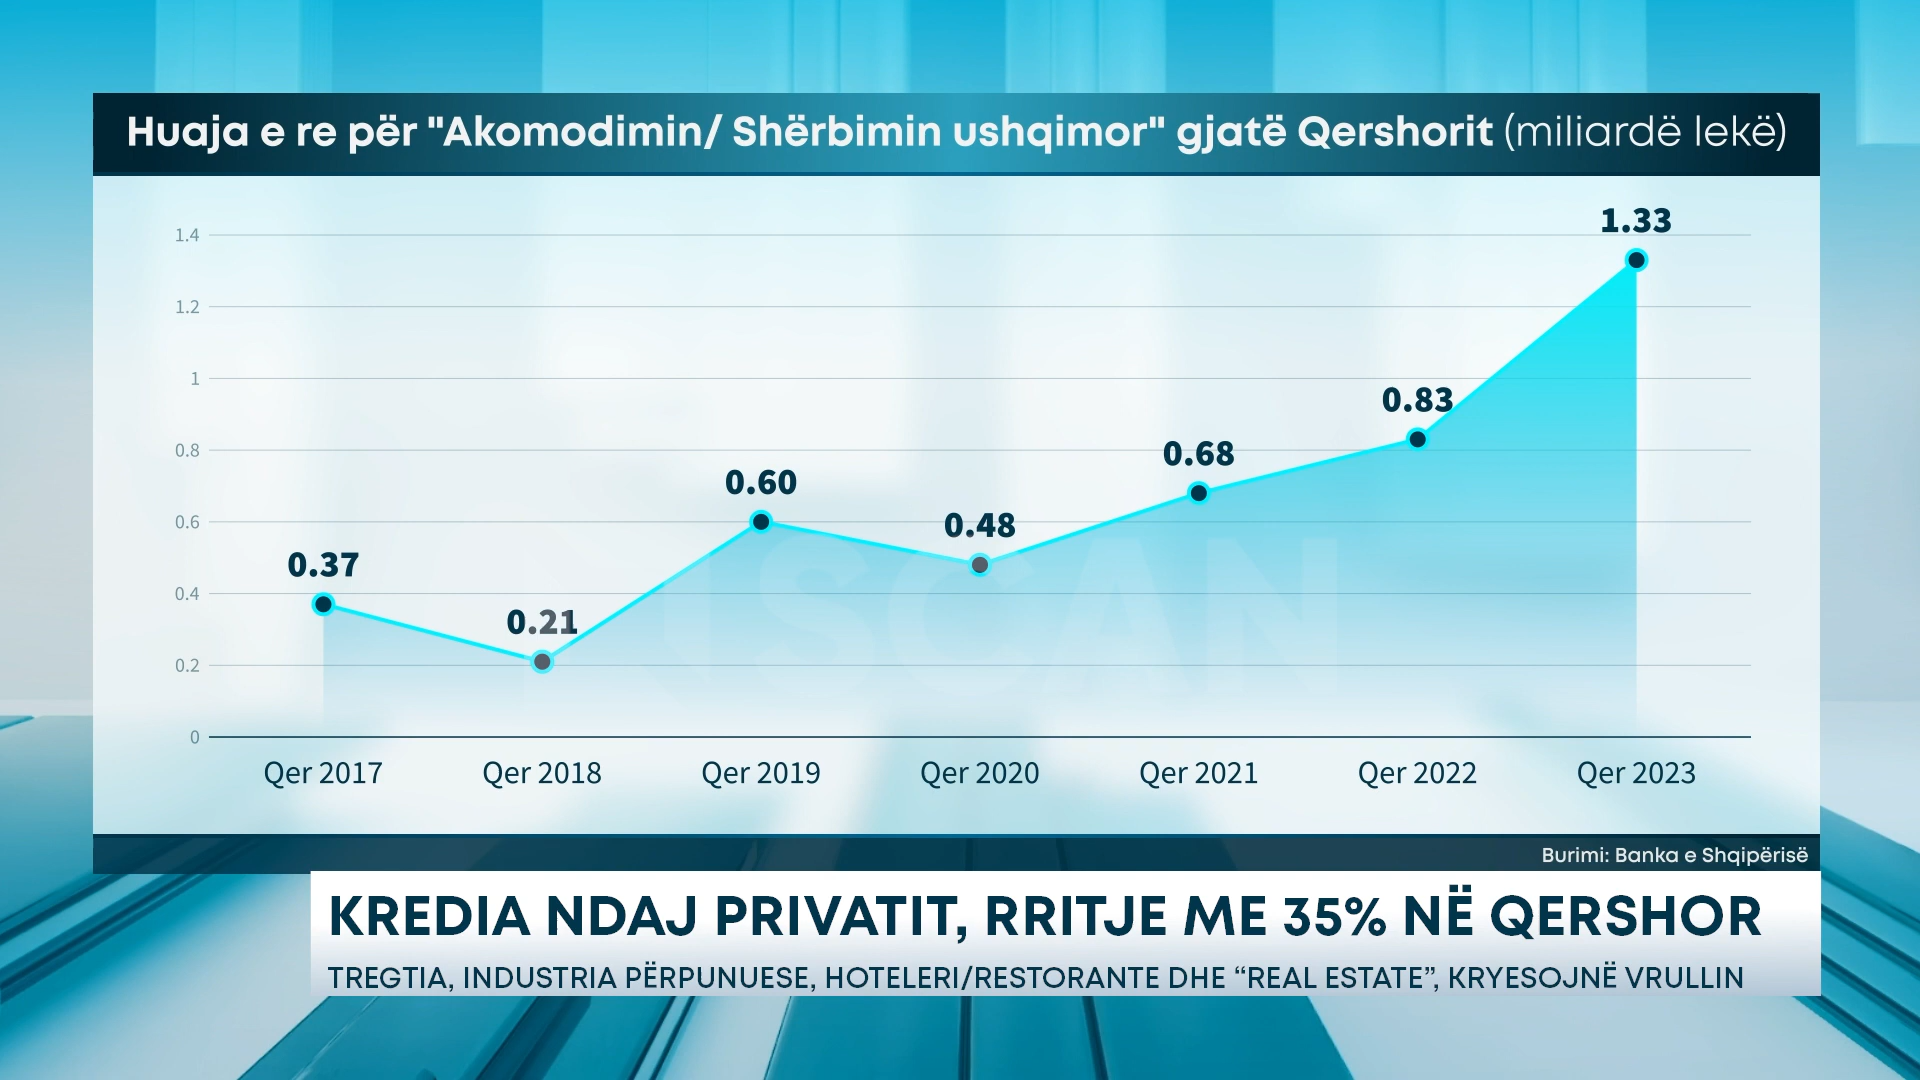 Huaja e re për "Akomodimin/ Shërbimin ushqimor" gjatë Qershorit (miliardë lekë)
1.4
1.2
1
0.8
0.6
0.4
0.2
0
0.37
0.21
0.60
0.48
0.68
0.83
1.33
Qer 2017
Qer 2018
Qer 2019
Qer 2020
Qer 2021
Qer 2022
Qer 2023
SCAN
Burimi: Banka e Shqipërisë
KREDIA NDAJ PRIVATIT, RRITJE ME 35% NË QERSHOR
TREGTIA, INDUSTRIA PËRPUNUESE, HOTELERI/RESTORANTE DHE “REAL ESTATE”, KRYESOJNË VRULLIN